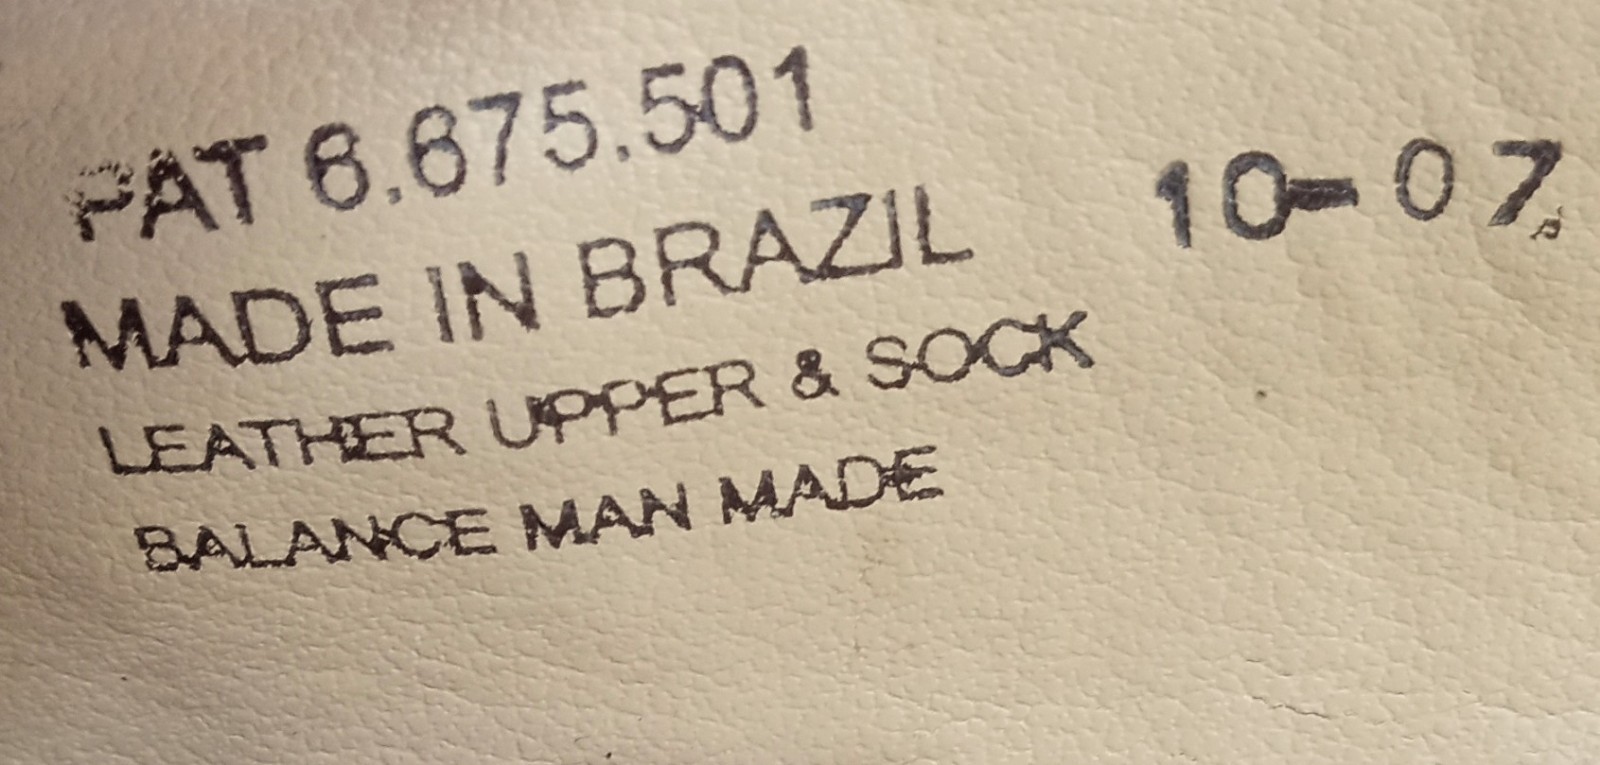 PAT 6.675.501
10-07
MADE IN BRAZIL
LEATHER UPPER & SOCK
BALANCE MAN MADE